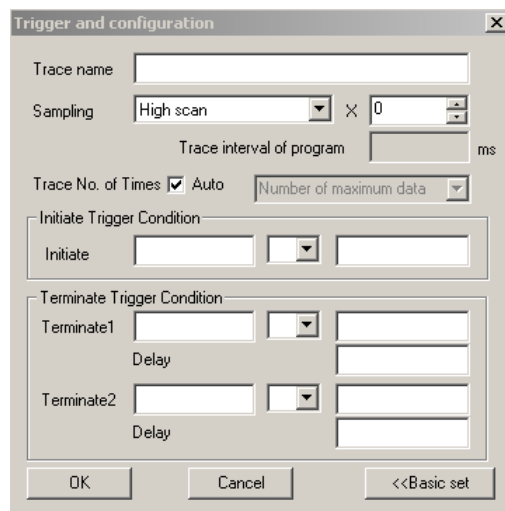 Trigger and configuration
Trace name
Sampling High scan X 0
Trace interval of program ms
Trace No. of Times Auto Number of maximum data
Initiate Trigger Condition
Initiate
Terminate Trigger Condition
Terminate1
Delay
Terminate2
Delay
OK Cancel <<Basic set